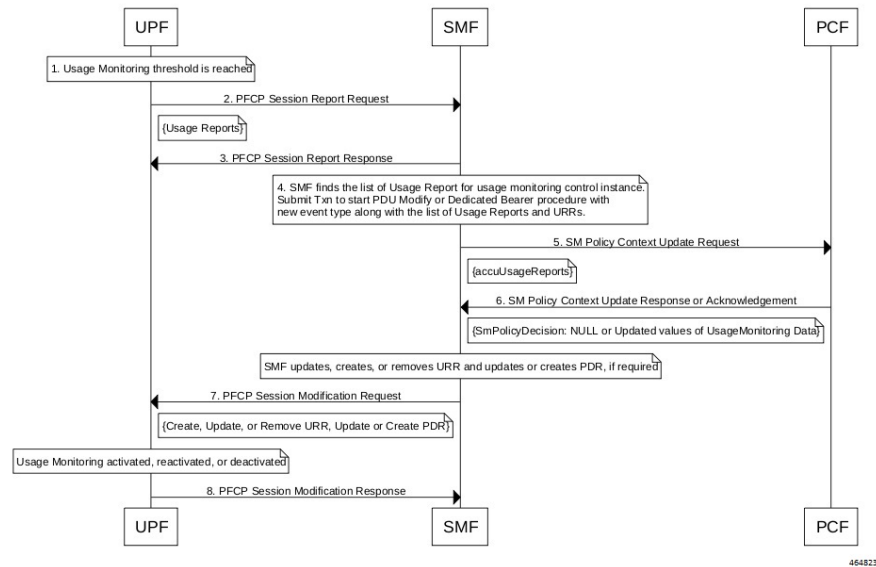 UPF SMF PCF
1. Usage Monitoring threshold is reached
2. PFCP Session Report Request
{Usage Reports}
3. PFCP Session Report Response
4. SMF finds the list of Usage Report for usage monitoring control instance.
Submit Txn to start PDU Modify or Dedicated Bearer procedure with
new event type along with the list of Usage Reports and URRs.
5. SM Policy Context Update Request
{accuUsageReports}
6. SM Policy Context Update Response or Acknowledgement
{SmPolicyDecision: NULL or Updated values of UsageMonitoring Data}
SMF updates, creates, or removes URR and updates or creates PDR, if required
7. PFCP Session Modification Request
{Create, Update, or Remove URR, Update or Create PDR}
Usage Monitoring activated, reactivated, or deactivated
8. PFCP Session Modification Response
UPF SMF PCF
464823